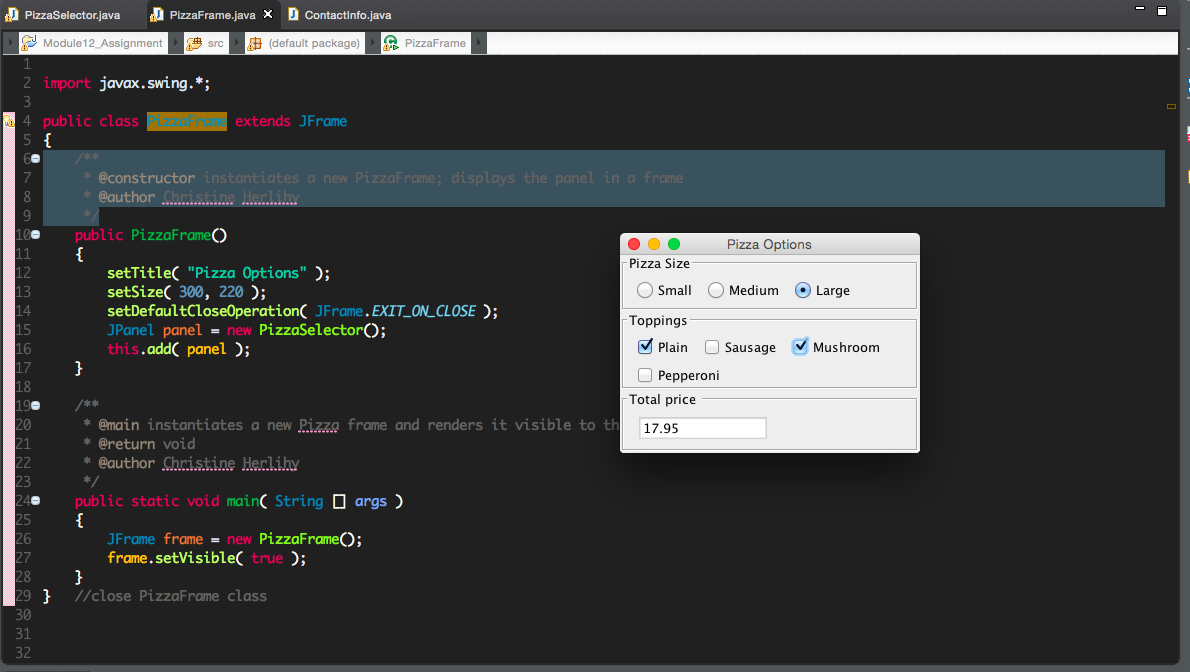 PizzaSelector.java PizzaFrame.java ContactInfo.java
Module12_Assignment src (default package) PizzaFrame
1
2 import javax.swing.*;
3
4 public class PizzaFrame extends JFrame
5 {
6 /**
7 * @constructor instantiates a new PizzaFrame; displays the panel in a frame
8 * @author Christine Herlihy
9 */
10 public PizzaFrame()
11 {
12 setTitle( "Pizza Options" );
13 setSize( 300, 220 );
14 setDefaultCloseOperation( JFrame.EXIT_ON_CLOSE );
15 JPanel panel = new PizzaSelector();
16 this.add( panel );
17 }
18
19 /**
20 * @main instantiates a new Pizza frame and renders it visible to th
21 * @return void
22 * @author Christine Herlihy
23 */
24 public static void main( String [] args )
25 {
26 JFrame frame = new PizzaFrame();
27 frame.setVisible( true );
28 }
29 } //close PizzaFrame class
30
31
32
Pizza Options
Pizza Size
Small Medium Large
Toppings
Plain Sausage Mushroom
Pepperoni
Total price
17.95